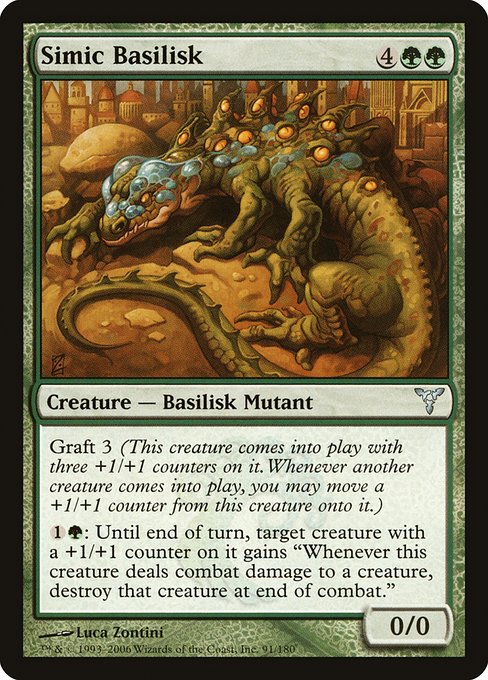 Simic Basilisk 4
Creature — Basilisk Mutant
Graft 3 (This creature comes into play with
three +1/+1 counters on it. Whenever another
creature comes into play, you may move a
+1/+1 counter from this creature onto it.)
1 : Until end of turn, target creature with
a +1/+1 counter on it gains “Whenever this
creature deals combat damage to a creature,
destroy that creature at end of combat.”
Luca Zontini
0/0
™ & © 1993-2006 Wizards of the Coast, Inc. 91/180